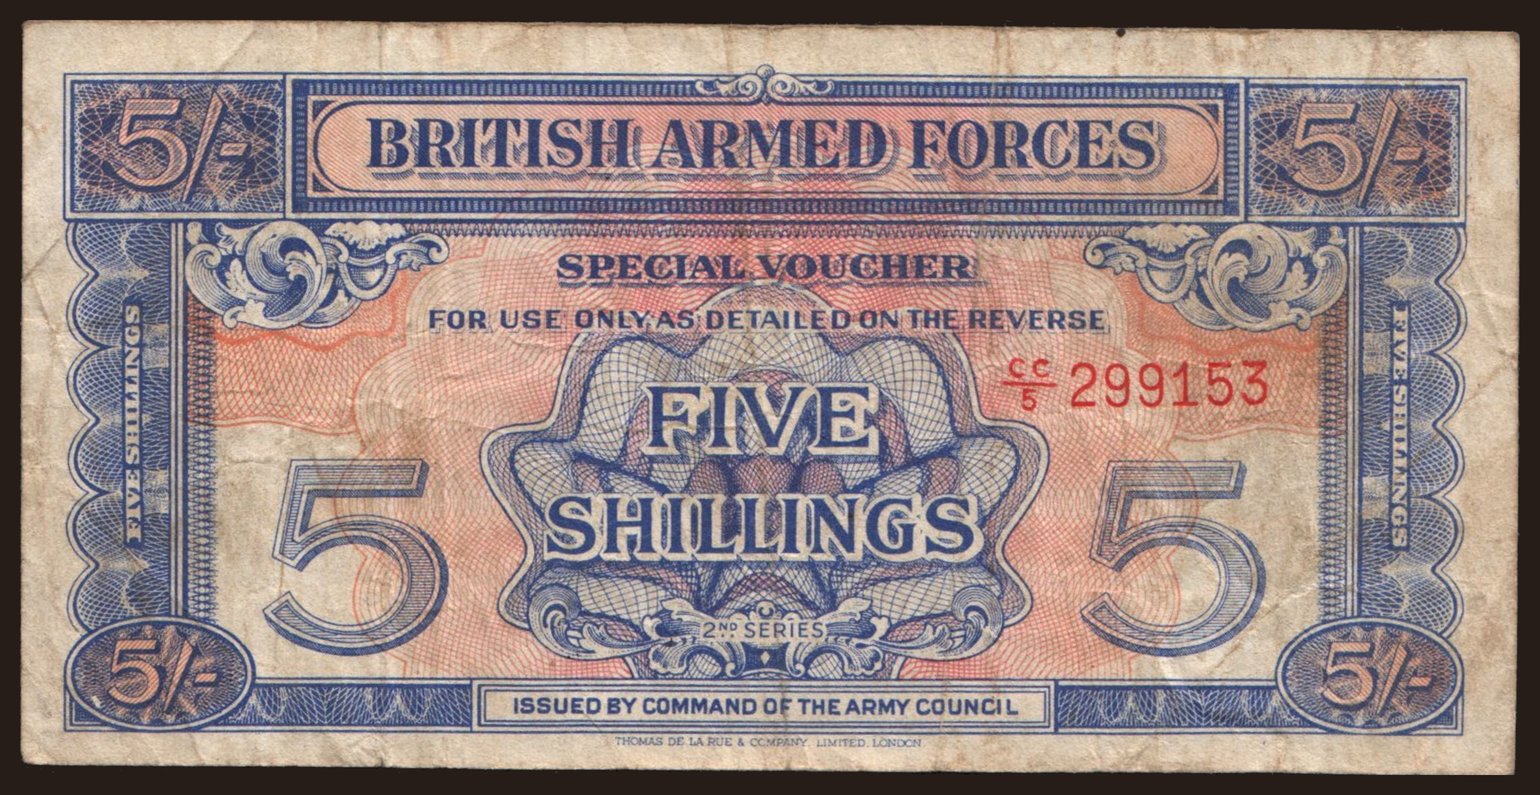 5/-
BRITISH ARMED FORCES
5/-
SPECIAL VOUCHER
FOR USE ONLY AS DETAILED ON THE REVERSE
CC/5 299153
FIVE SHILLINGS
FIVE SHILLINGS
FIVE
SHILLINGS
5
5
2ND SERIES
5/-
5/-
ISSUED BY COMMAND OF THE ARMY COUNCIL
THOMAS DE LA RUE & COMPANY, LIMITED, LONDON.